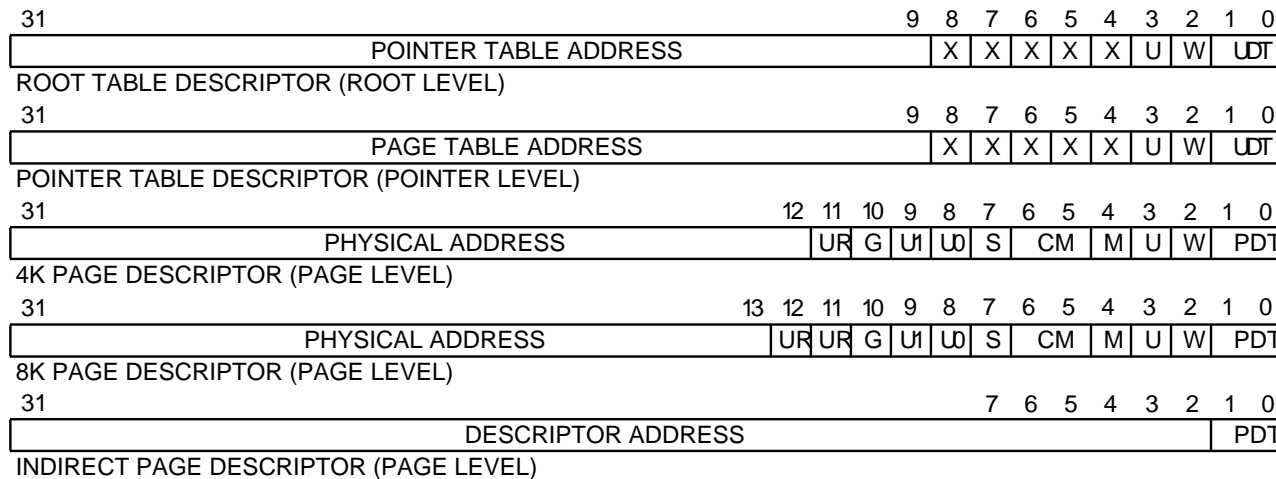 31 9 8 7 6 5 4 3 2 1 0
POINTER TABLE ADDRESS X X X X X U W UDT
ROOT TABLE DESCRIPTOR (ROOT LEVEL)
31 9 8 7 6 5 4 3 2 1 0
PAGE TABLE ADDRESS X X X X X U W UDT
POINTER TABLE DESCRIPTOR (POINTER LEVEL)
31 12 11 10 9 8 7 6 5 4 3 2 1 0
PHYSICAL ADDRESS UR G U1 U0 S CM M U W PDT
4K PAGE DESCRIPTOR (PAGE LEVEL)
31 13 12 11 10 9 8 7 6 5 4 3 2 1 0
PHYSICAL ADDRESS UR UR G U1 U0 S CM M U W PDT
8K PAGE DESCRIPTOR (PAGE LEVEL)
31 7 6 5 4 3 2 1 0
DESCRIPTOR ADDRESS PDT
INDIRECT PAGE DESCRIPTOR (PAGE LEVEL)